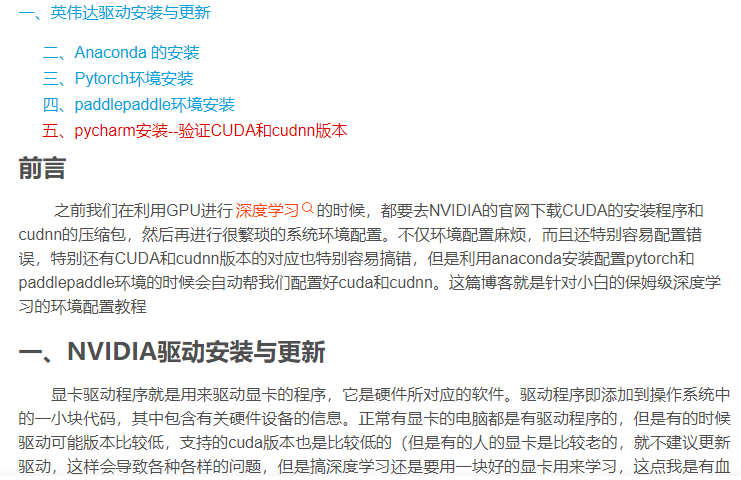 一、英伟达驱动安装与更新
二、Anaconda 的安装
三、Pytorch环境安装
四、paddlepaddle环境安装
五、pycharm安装--验证CUDA和cudnn版本
前言
之前我们在利用GPU进行深度学习的时候，都要去NVIDIA的官网下载CUDA的安装程序和
cudnn的压缩包，然后再进行很繁琐的系统环境配置。不仅环境配置麻烦，而且还特别容易配置错
误，特别还有CUDA和cudnn版本的对应也特别容易搞错，但是利用anaconda安装配置pytorch和
paddlepaddle环境的时候会自动帮我们配置好cuda和cudnn。这篇博客就是针对小白的保姆级深度学
习的环境配置教程
一、NVIDIA驱动安装与更新
显卡驱动程序就是用来驱动显卡的程序，它是硬件所对应的软件。驱动程序即添加到操作系统中
的一小块代码，其中包含有关硬件设备的信息。正常有显卡的电脑都是有驱动程序的，但是有的时候
驱动可能版本比较低，支持的cuda版本也是比较低的（但是有的人的显卡是比较老的，就不建议更新
驱动，这样会导致各种各样的问题，但是搞深度学习还是要用一块好的显卡用来学习，这点我是有血